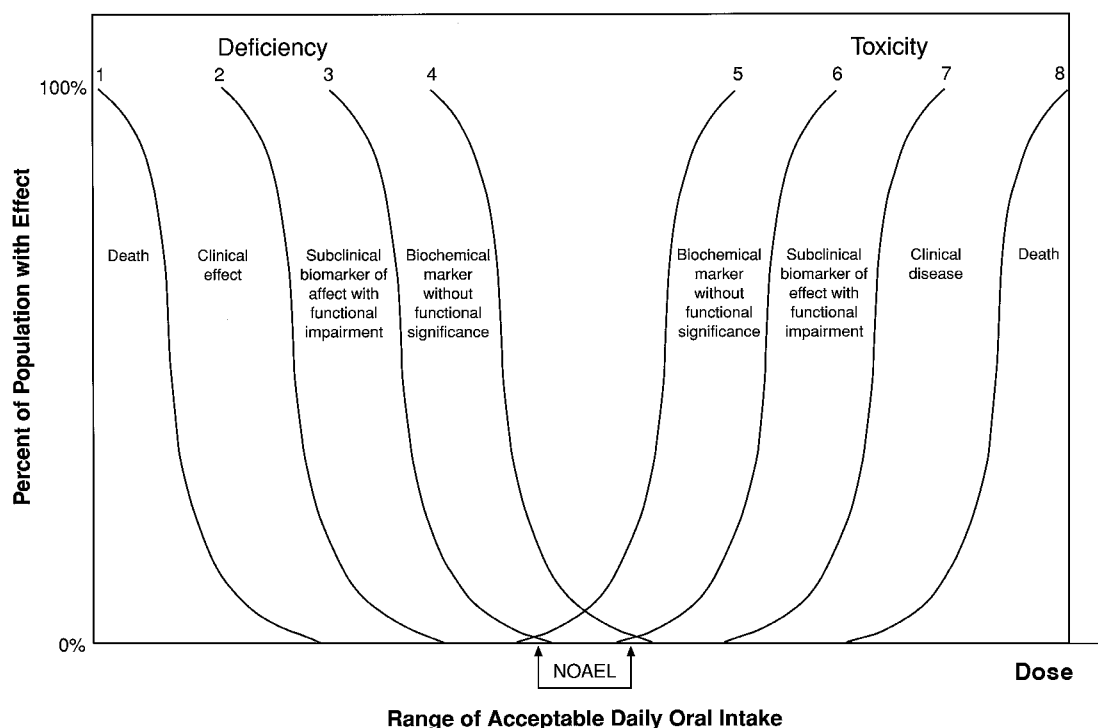 Deficiency
Toxicity
1
2
3
4
5
6
7
8
100%
Percent of Population with Effect
Death
Clinical
effect
Subclinical
biomarker of
affect with
functional
impairment
Biochemical
marker
without
functional
significance
Biochemical
marker
without
functional
significance
Subclinical
biomarker of
effect with
functional
impairment
Clinical
disease
Death
0%
NOAEL
Dose
Range of Acceptable Daily Oral Intake